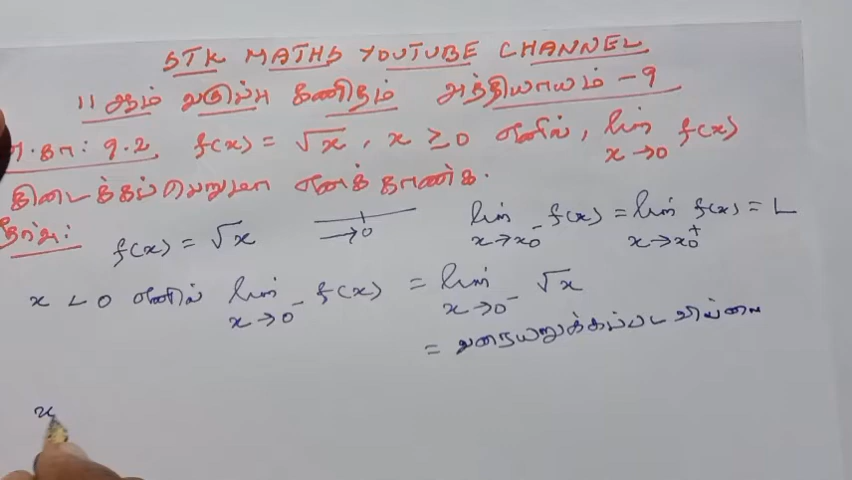 STK MATHS YOUTUBE CHANNEL
11 ஆம் வகுப்பு கணிதம் அத்தியாயம் - 9
எ.கா : 9.2 f(x) = √x, x ≥ 0 எனில், lim x→0 f(x)
கிடைக்கப்பெறுமா எனக் காண்க.
தீர்வு:
f(x) = √x → 0 lim x→x₀⁻ f(x) = lim x→x₀⁺ f(x) = L
x < 0 எனில் lim x→0⁻ f(x) = lim x→0⁻ √x
= வரையறுக்கப்பட வில்லை
x